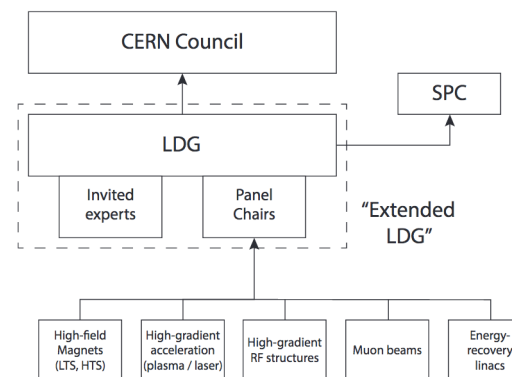 CERN Council
SPC
LDG
Invited
experts
Panel
Chairs
"Extended
LDG"
High-field
Magnets
(LTS, HTS)
High-gradient
acceleration
(plasma / laser)
High-gradient
RF structures
Muon beams
Energy-
recovery
linacs